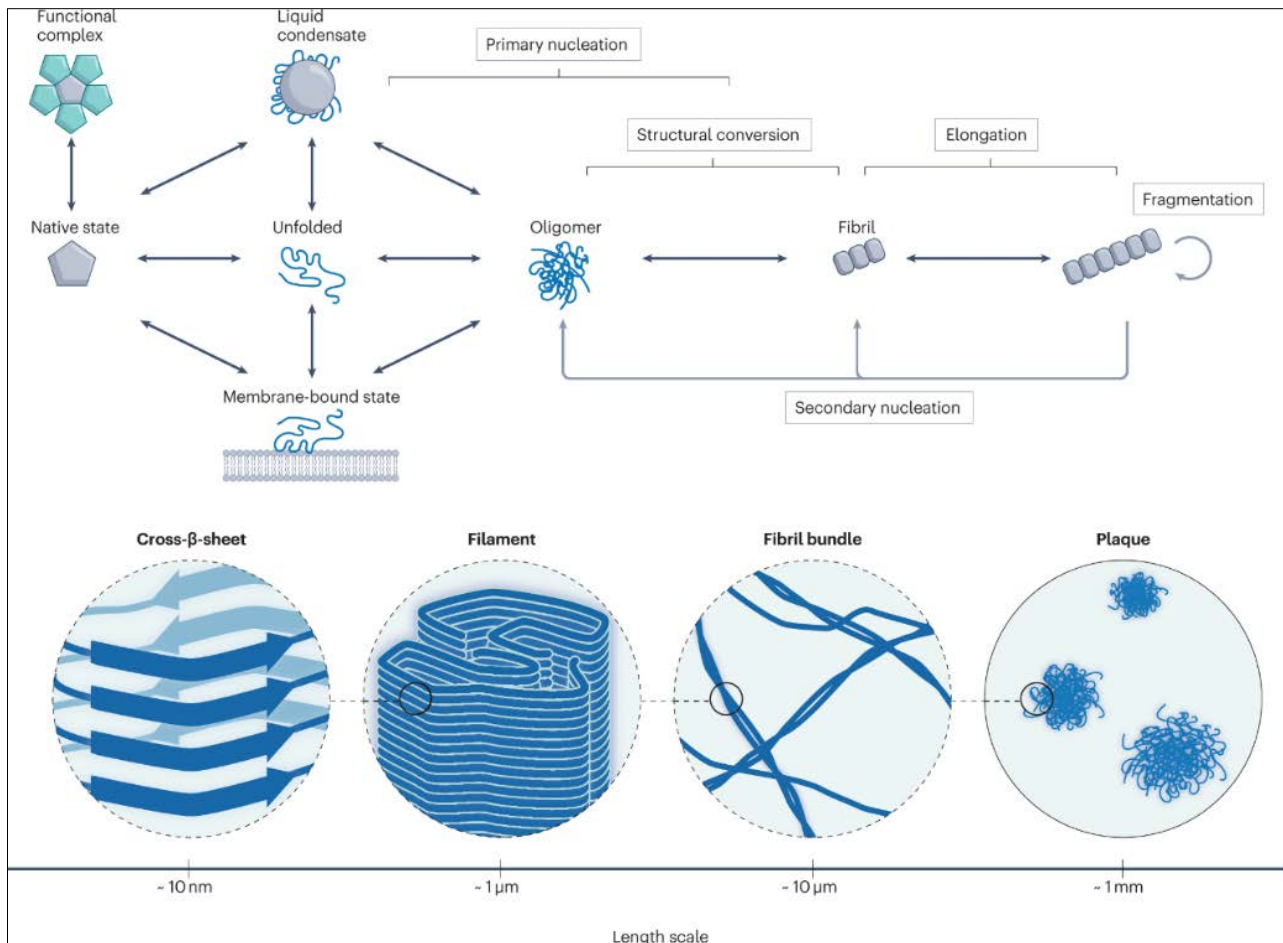 Functional
complex
Liquid
condensate
Primary nucleation
Structural conversion
Elongation
Fragmentation
Native state
Unfolded
Oligomer
Fibril
Membrane-bound state
Secondary nucleation
Cross-β-sheet
Filament
Fibril bundle
Plaque
~10 nm
~1 μm
~10 μm
~1 mm
Length scale